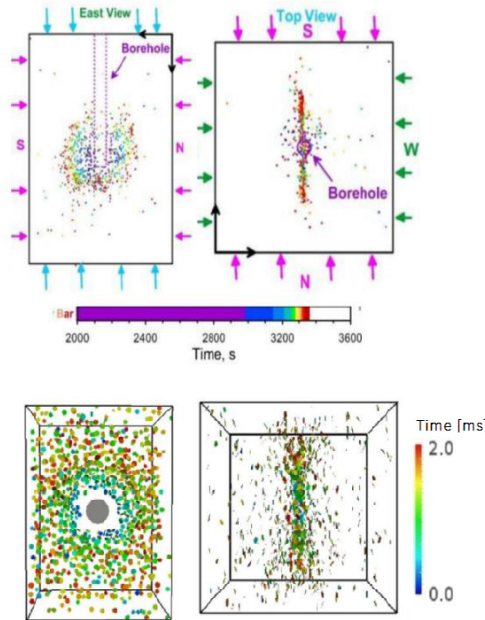 East View
Borehole
S
N
Top View
S
Borehole
W
N
Bar
2000 2400 2800 3200 3600
Time, s
Time [ms]
2.0
0.0